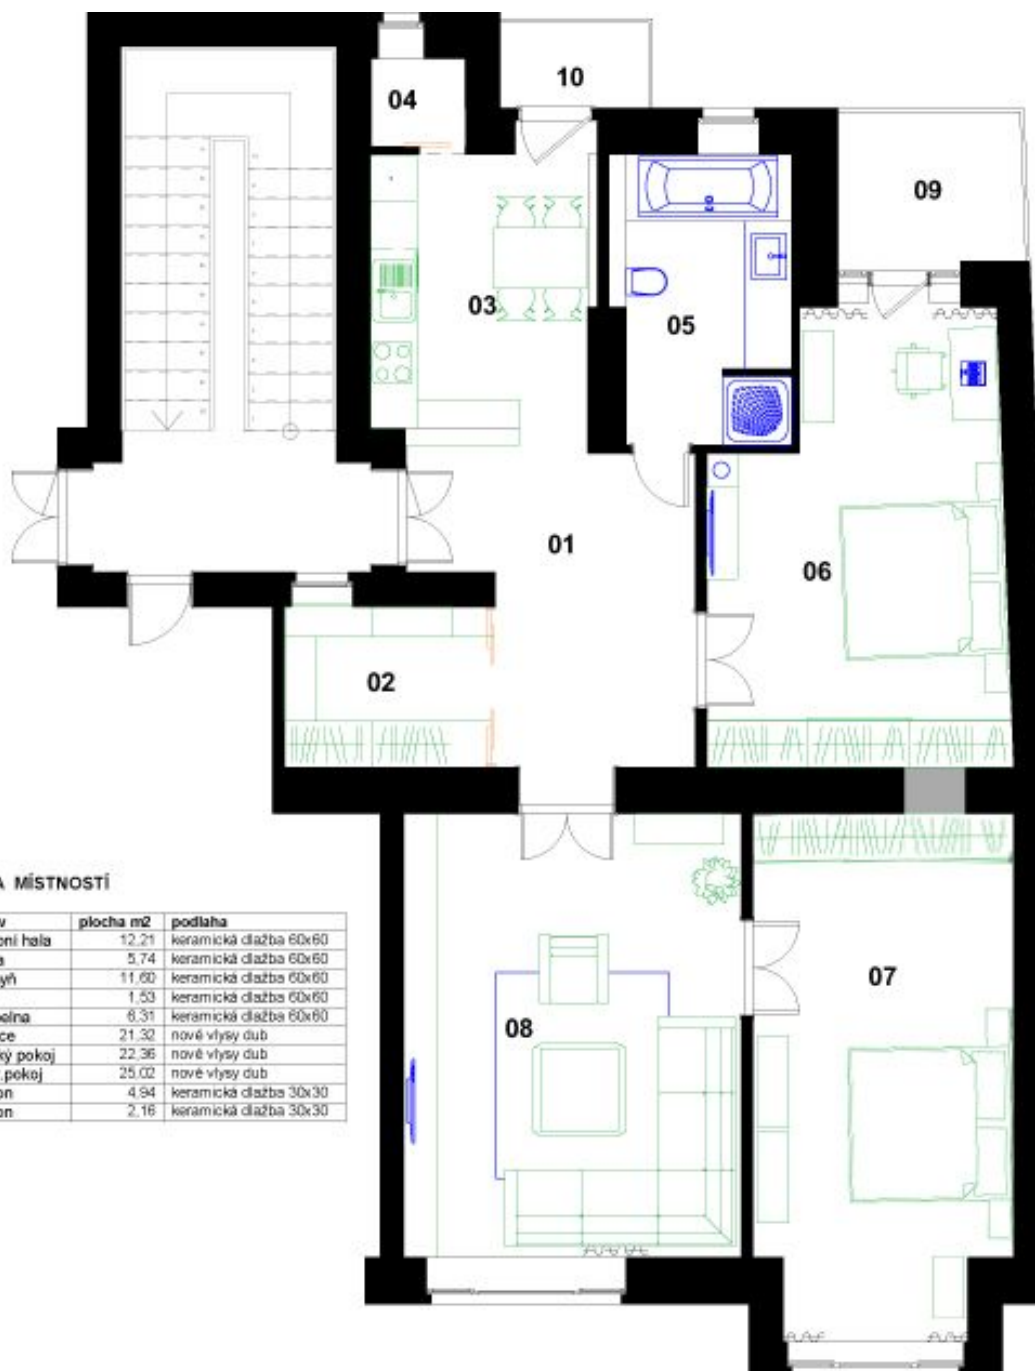 10
04
09
03
05
01
06
02
MÍSTNOSTÍ
plocha m2 podlaha
hala 12,21 keramická dlažba 60x60
5,74 keramická dlažba 60x60
11,60 keramická dlažba 60x60
1,53 keramická dlažba 60x60
6,31 keramická dlažba 60x60
21,32 nové vlysy dub
pokoj 22,36 nové vlysy dub
pokoj 25,02 nové vlysy dub
4,94 keramická dlažba 30x30
2,16 keramická dlažba 30x30
07
08